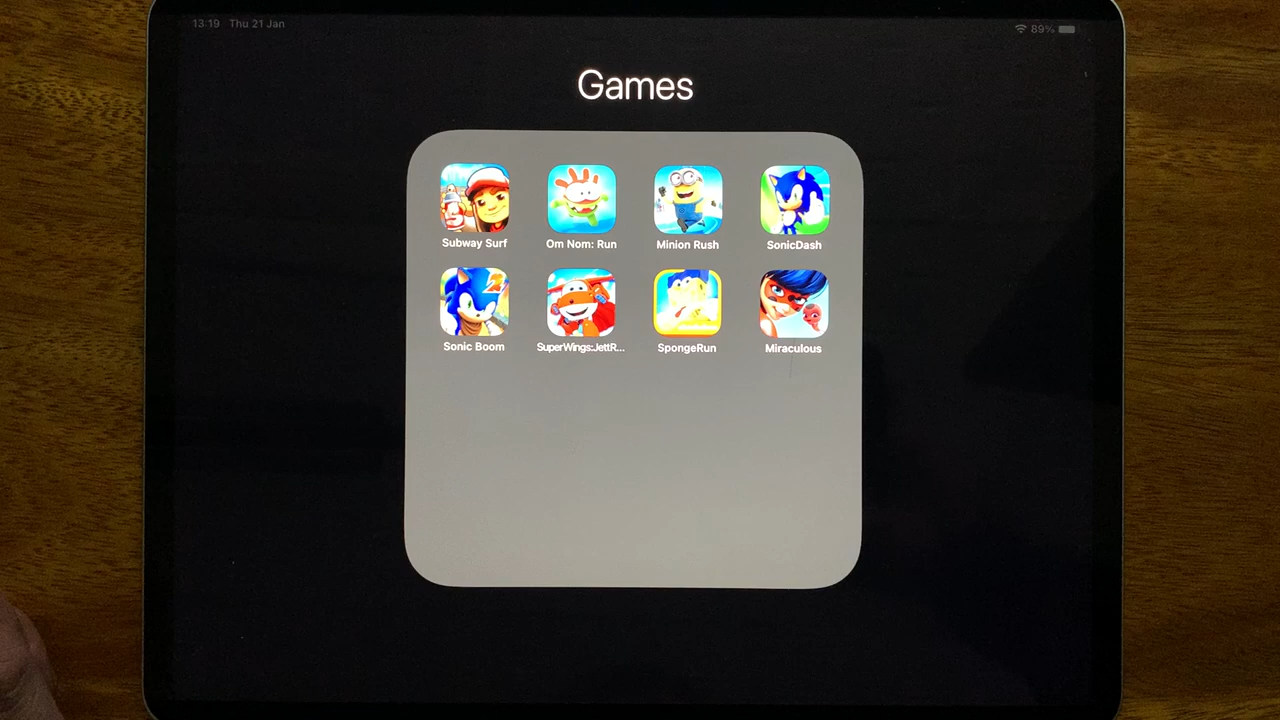 13:19 Thu 21 Jan
89%
Games
Subway Surf
Om Nom: Run
Minion Rush
SonicDash
Sonic Boom
SuperWings:JettR...
SpongeRun
Miraculous